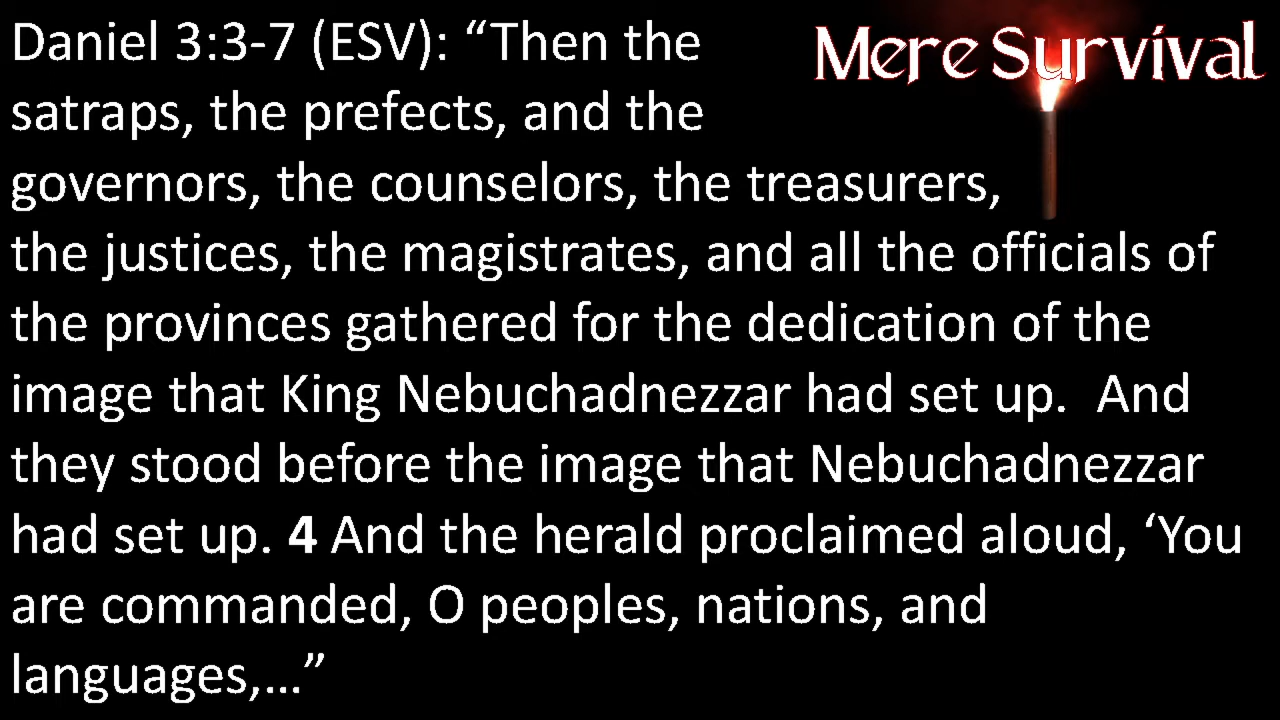 Daniel 3:3-7 (ESV): “Then the
Mere Survival
satraps, the prefects, and the
governors, the counselors, the treasurers,
the justices, the magistrates, and all the officials of
the provinces gathered for the dedication of the
image that King Nebuchadnezzar had set up.  And
they stood before the image that Nebuchadnezzar
had set up. 4 And the herald proclaimed aloud, ‘You
are commanded, O peoples, nations, and
languages,…”